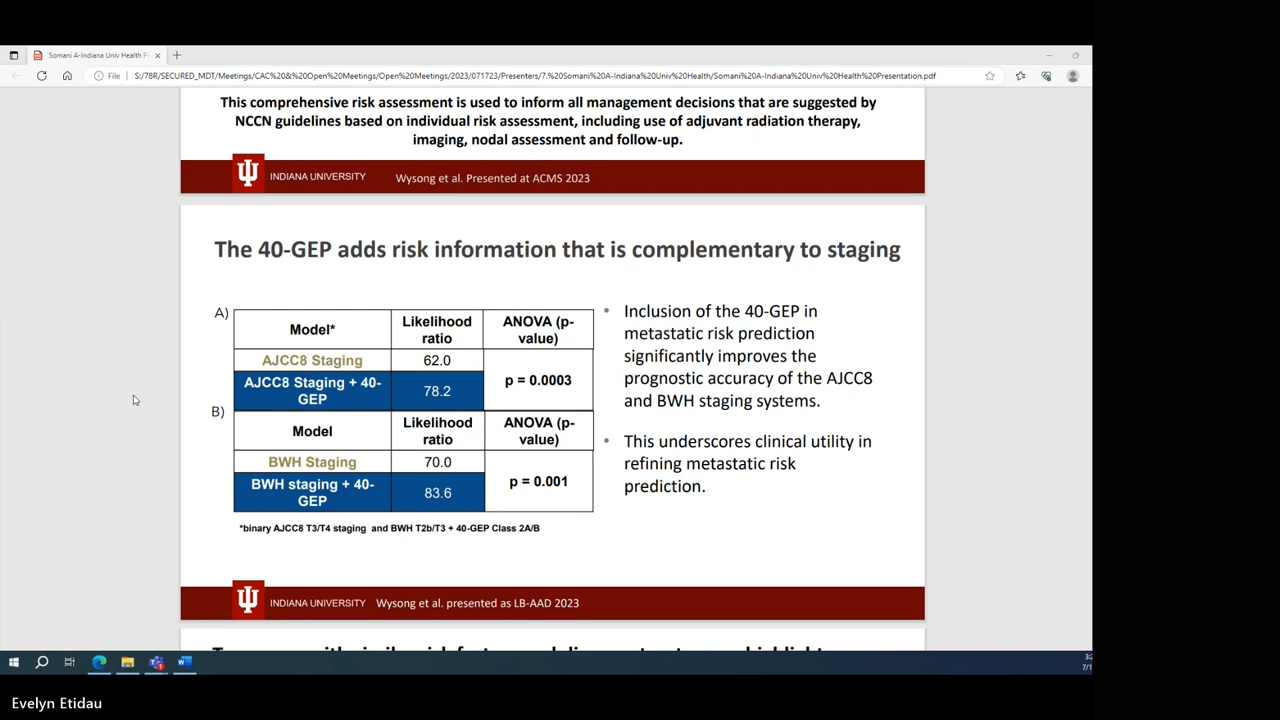 Somani A-Indiana Univ Health P
File
S:/78R/SECURED_MDT/Meetings/CAC%20&%20Open%20Meetings/Open%20Meetings/2023/071723/Presenters/7.%20Somani%20A-Indiana%20Univ%20Health/Somani%20A-Indiana%20Univ%20Health%20Presentation.pdf
This comprehensive risk assessment is used to inform all management decisions that are suggested by
NCCN guidelines based on individual risk assessment, including use of adjuvant radiation therapy,
imaging, nodal assessment and follow-up.
INDIANA UNIVERSITY
Wysong et al. Presented at ACMS 2023
The 40-GEP adds risk information that is complementary to staging
A)
Model*
Likelihood
ratio
ANOVA (p-
value)
AJCC8 Staging
62.0
p = 0.0003
AJCC8 Staging + 40-
GEP
78.2
B)
Model
Likelihood
ratio
ANOVA (p-
value)
BWH Staging
70.0
p = 0.001
BWH staging + 40-
GEP
83.6
*binary AJCC8 T3/T4 staging and BWH T2b/T3 + 40-GEP Class 2A/B
• Inclusion of the 40-GEP in
metastatic risk prediction
significantly improves the
prognostic accuracy of the AJCC8
and BWH staging systems.
• This underscores clinical utility in
refining metastatic risk
prediction.
INDIANA UNIVERSITY
Wysong et al. presented as LB-AAD 2023
Evelyn Etidau